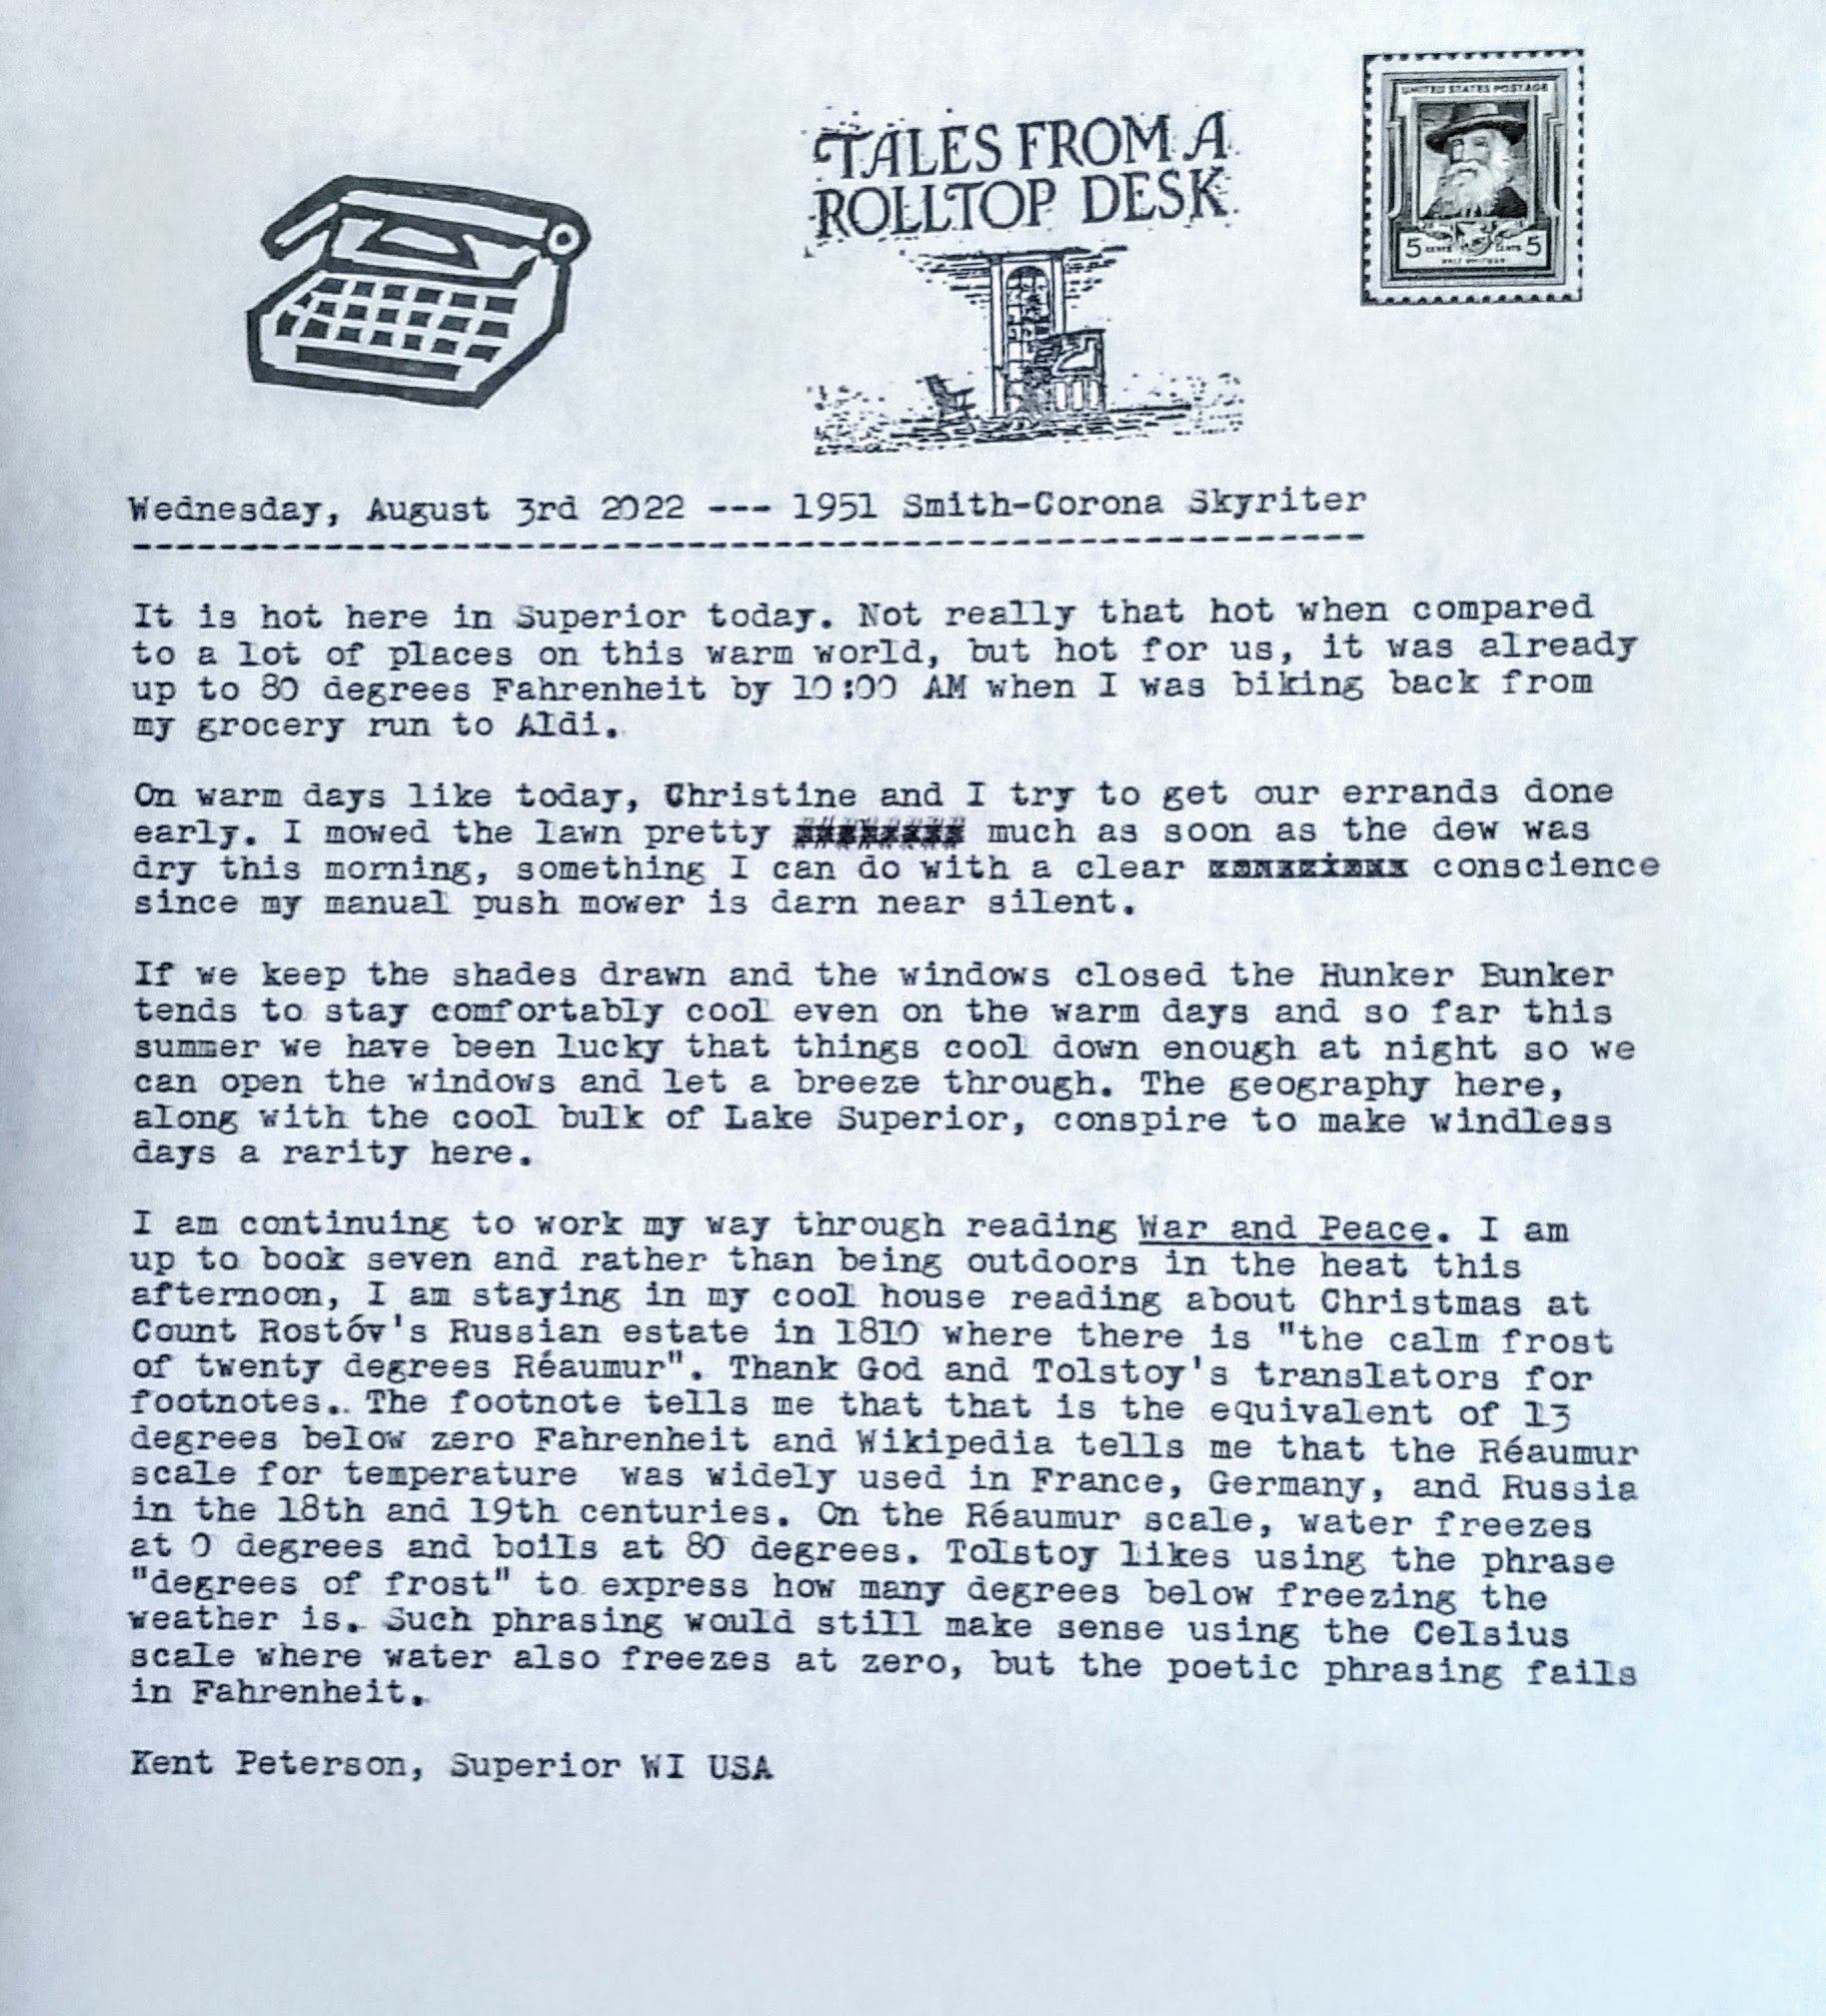 TALES FROM A
ROLLTOP DESK
UNITED STATES POSTAGE
5 CENTS CENTS 5
WALT WHITMAN
Wednesday, August 3rd 2022 --- 1951 Smith-Corona Skyriter
----------------------------------------------------------
It is hot here in Superior today. Not really that hot when compared
to a lot of places on this warm world, but hot for us, it was already
up to 80 degrees Fahrenheit by 10:00 AM when I was biking back from
my grocery run to Aldi.
On warm days like today, Christine and I try to get our errands done
early. I mowed the lawn pretty much as soon as the dew was
dry this morning, something I can do with a clear conscience
since my manual push mower is darn near silent.
If we keep the shades drawn and the windows closed the Hunker Bunker
tends to stay comfortably cool even on the warm days and so far this
summer we have been lucky that things cool down enough at night so we
can open the windows and let a breeze through. The geography here,
along with the cool bulk of Lake Superior, conspire to make windless
days a rarity here.
I am continuing to work my way through reading War and Peace. I am
up to book seven and rather than being outdoors in the heat this
afternoon, I am staying in my cool house reading about Christmas at
Count Rostóv's Russian estate in 1810 where there is "the calm frost
of twenty degrees Réaumur". Thank God and Tolstoy's translators for
footnotes. The footnote tells me that that is the equivalent of 13
degrees below zero Fahrenheit and Wikipedia tells me that the Réaumur
scale for temperature  was widely used in France, Germany, and Russia
in the 18th and 19th centuries. On the Réaumur scale, water freezes
at 0 degrees and boils at 80 degrees. Tolstoy likes using the phrase
"degrees of frost" to express how many degrees below freezing the
weather is. Such phrasing would still make sense using the Celsius
scale where water also freezes at zero, but the poetic phrasing fails
in Fahrenheit.
Kent Peterson, Superior WI USA